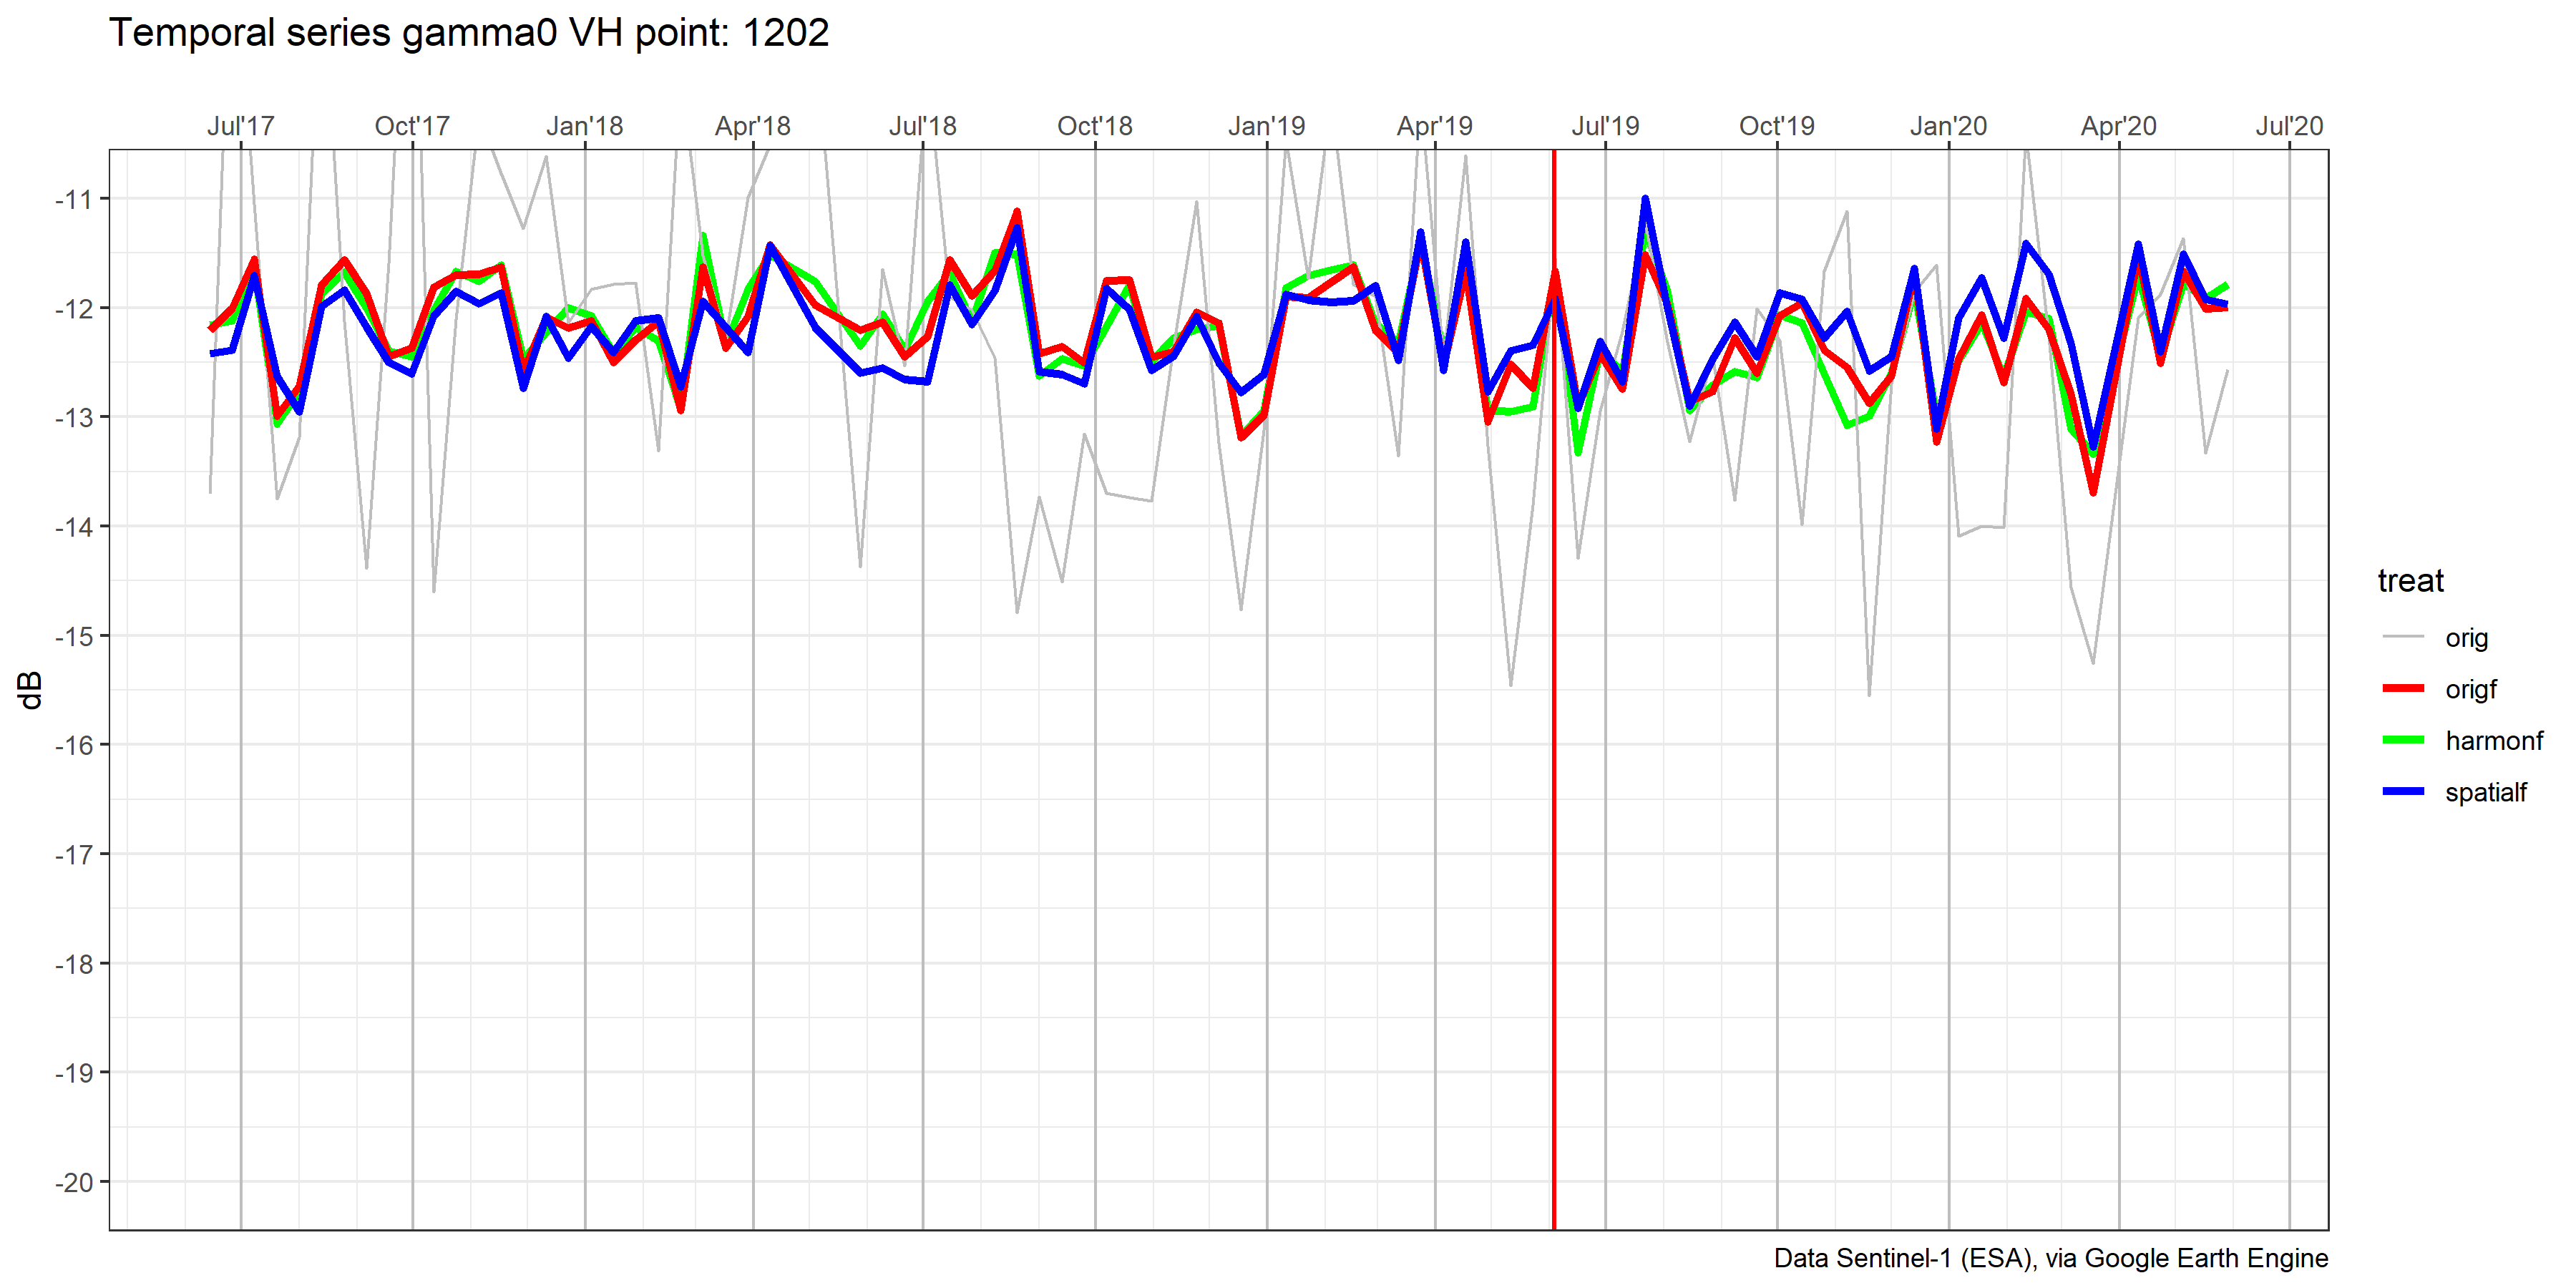 Temporal series gamma0 VH point: 1202
Jul'17 Oct'17 Jan'18 Apr'18 Jul'18 Oct'18 Jan'19 Apr'19 Jul'19 Oct'19 Jan'20 Apr'20 Jul'20
-11
-12
-13
-14
-15
-16
-17
-18
-19
-20
dB
treat
orig
origf
harmonf
spatialf
Data Sentinel-1 (ESA), via Google Earth Engine